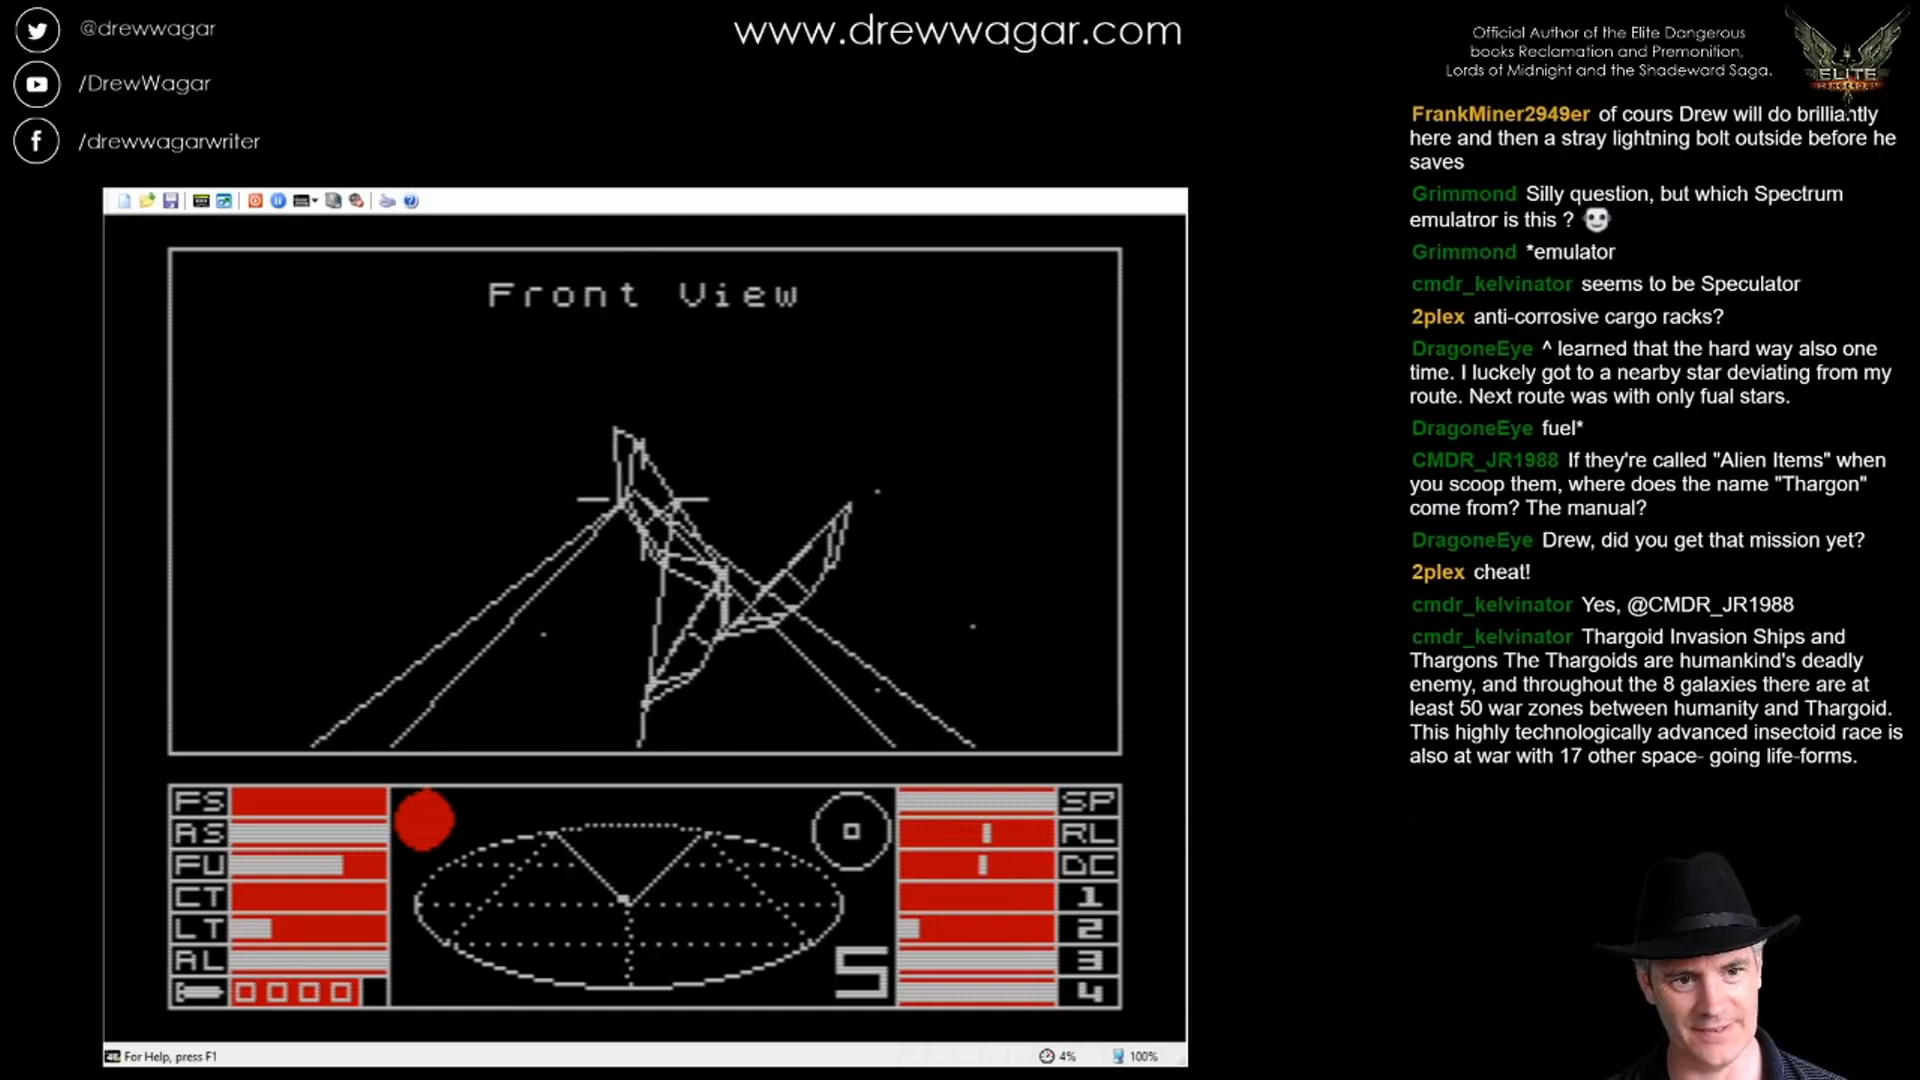 @drewwagar
/DrewWagar
/drewwagarwriter
www.drewwagar.com
Official Author of the Elite Dangerous
books Reclamation and Premonition,
Lords of Midnight and the Shadeward Saga.
ELITE
DANGEROUS
FrankMiner2949er of cours Drew will do brilliantly
here and then a stray lightning bolt outside before he
saves
Grimmond Silly question, but which Spectrum
emulatror is this ?
Grimmond *emulator
cmdr_kelvinator seems to be Speculator
2plex anti-corrosive cargo racks?
DragoneEye ^ learned that the hard way also one
time. I luckely got to a nearby star deviating from my
route. Next route was with only fual stars.
DragoneEye fuel*
CMDR_JR1988 If they're called "Alien Items" when
you scoop them, where does the name "Thargon"
come from? The manual?
DragoneEye Drew, did you get that mission yet?
2plex cheat!
cmdr_kelvinator Yes, @CMDR_JR1988
cmdr_kelvinator Thargoid Invasion Ships and
Thargons The Thargoids are humankind's deadly
enemy, and throughout the 8 galaxies there are at
least 50 war zones between humanity and Thargoid.
This highly technologically advanced insectoid race is
also at war with 17 other space- going life-forms.
Front View
FS
AS
FU
CT
LT
AL
S
SP
RL
DC
1
2
3
4
For Help, press F1
4%
100%